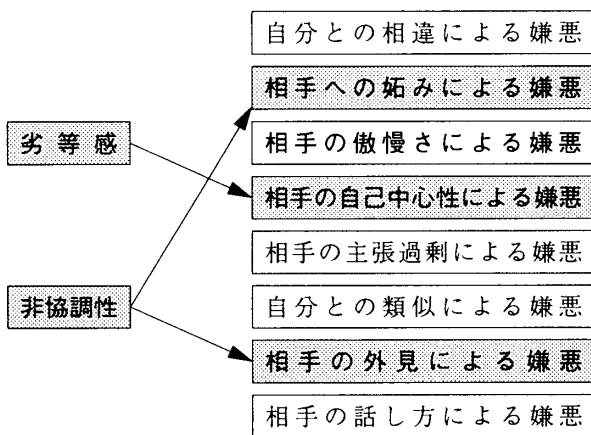 自分との相違による嫌悪
相手への妬みによる嫌悪
相手の傲慢さによる嫌悪
劣等感
相手の自己中心性による嫌悪
相手の主張過剰による嫌悪
自分との類似による嫌悪
非協調性
相手の外見による嫌悪
相手の話し方による嫌悪